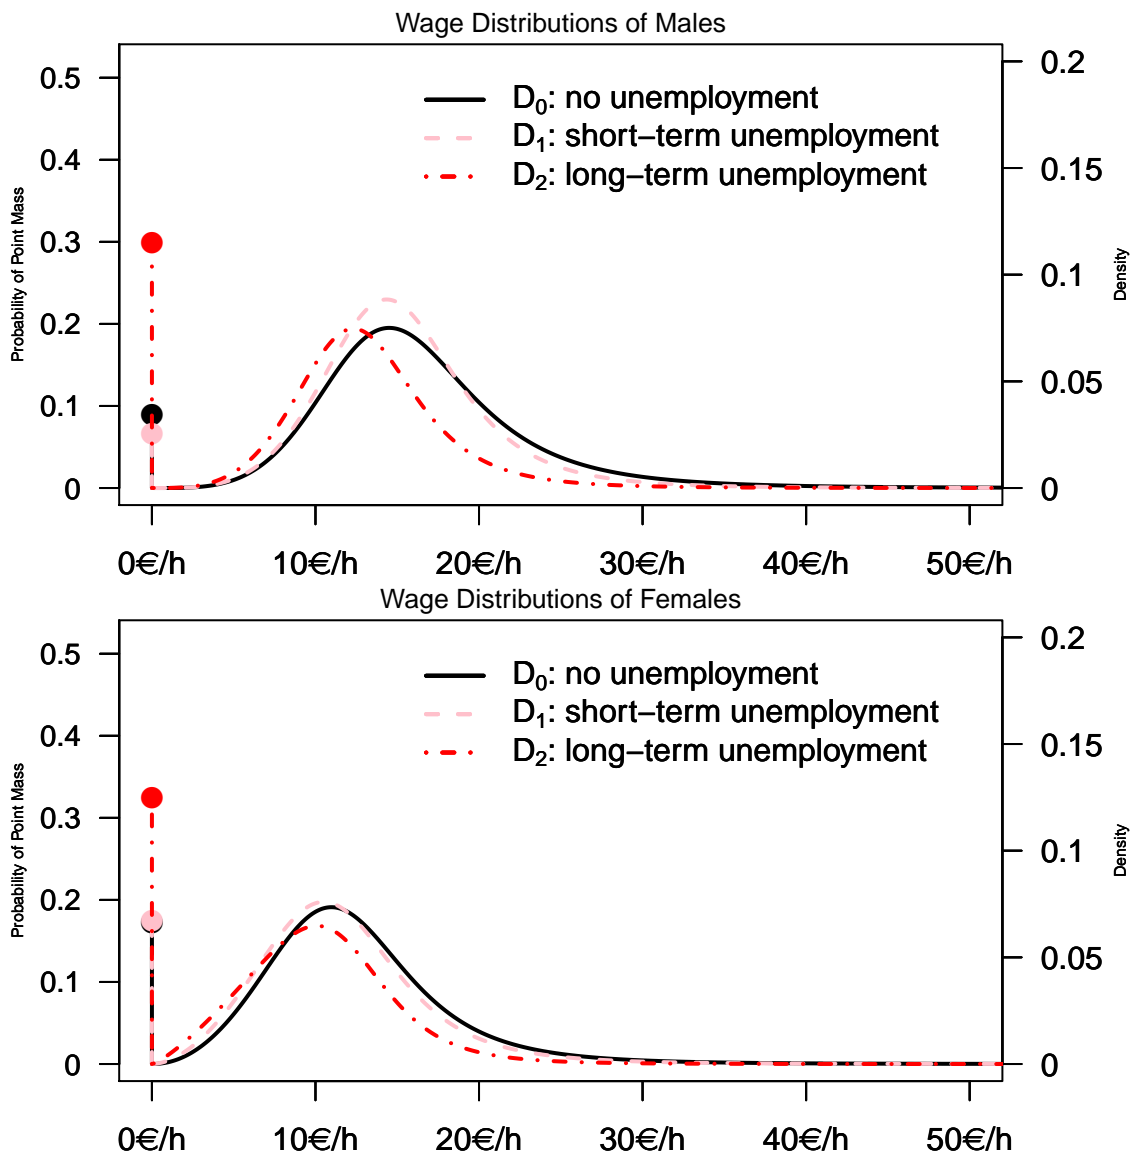 Wage Distributions of Males
0.5
0.4
0.3
0.2
0.1
0
Probability of Point Mass
D₀: no unemployment
D₁: short−term unemployment
D₂: long−term unemployment
0.2
0.15
0.1
0.05
0
Density
0€/h 10€/h 20€/h 30€/h 40€/h 50€/h
Wage Distributions of Females
0.5
0.4
0.3
0.2
0.1
0
Probability of Point Mass
D₀: no unemployment
D₁: short−term unemployment
D₂: long−term unemployment
0.2
0.15
0.1
0.05
0
Density
0€/h 10€/h 20€/h 30€/h 40€/h 50€/h